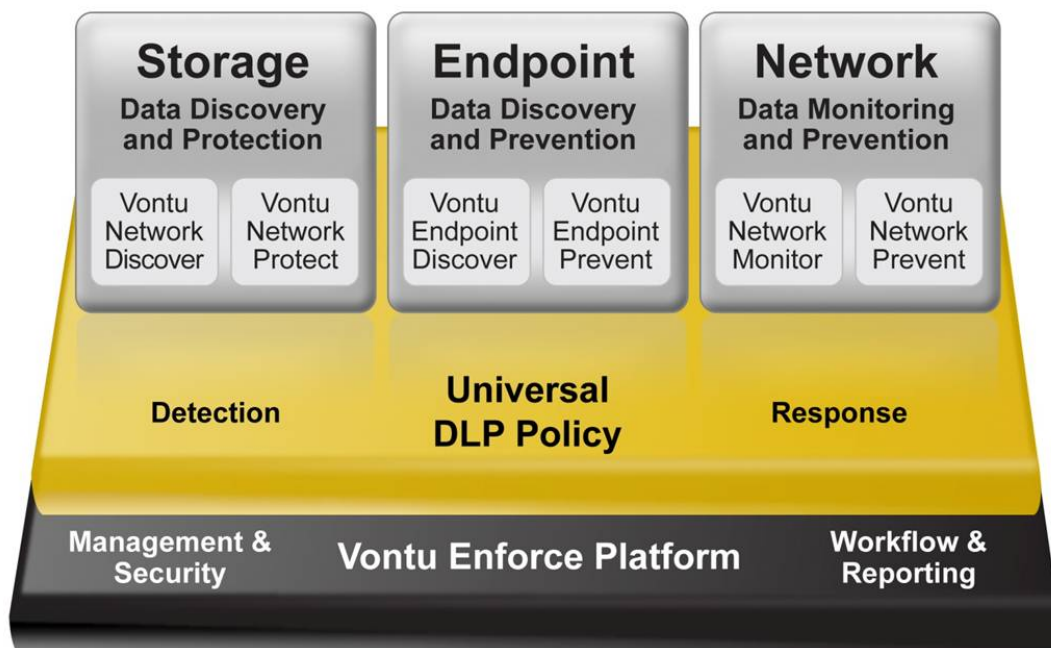 Storage
Data Discovery
and Protection
Vontu
Network
Discover
Vontu
Network
Protect
Endpoint
Data Discovery
and Prevention
Vontu
Endpoint
Discover
Vontu
Endpoint
Prevent
Network
Data Monitoring
and Prevention
Vontu
Network
Monitor
Vontu
Network
Prevent
Detection
Universal
DLP Policy
Response
Management &
Security
Vontu Enforce Platform
Workflow &
Reporting